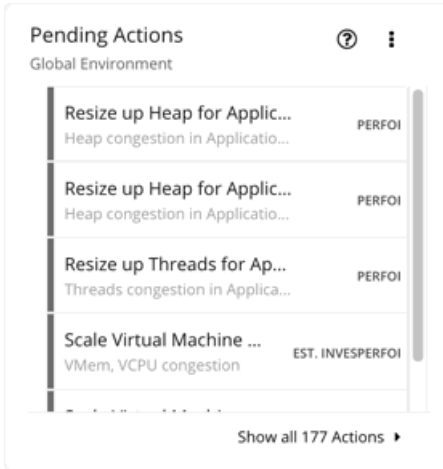 Pending Actions
Global Environment
Resize up Heap for Applic...
Heap congestion in Applicatio...
PERFOI
Resize up Heap for Applic...
Heap congestion in Applicatio...
PERFOI
Resize up Threads for Ap...
Threads congestion in Applica...
PERFOI
Scale Virtual Machine ...
VMem, VCPU congestion
EST. INVESPERFOI
Show all 177 Actions